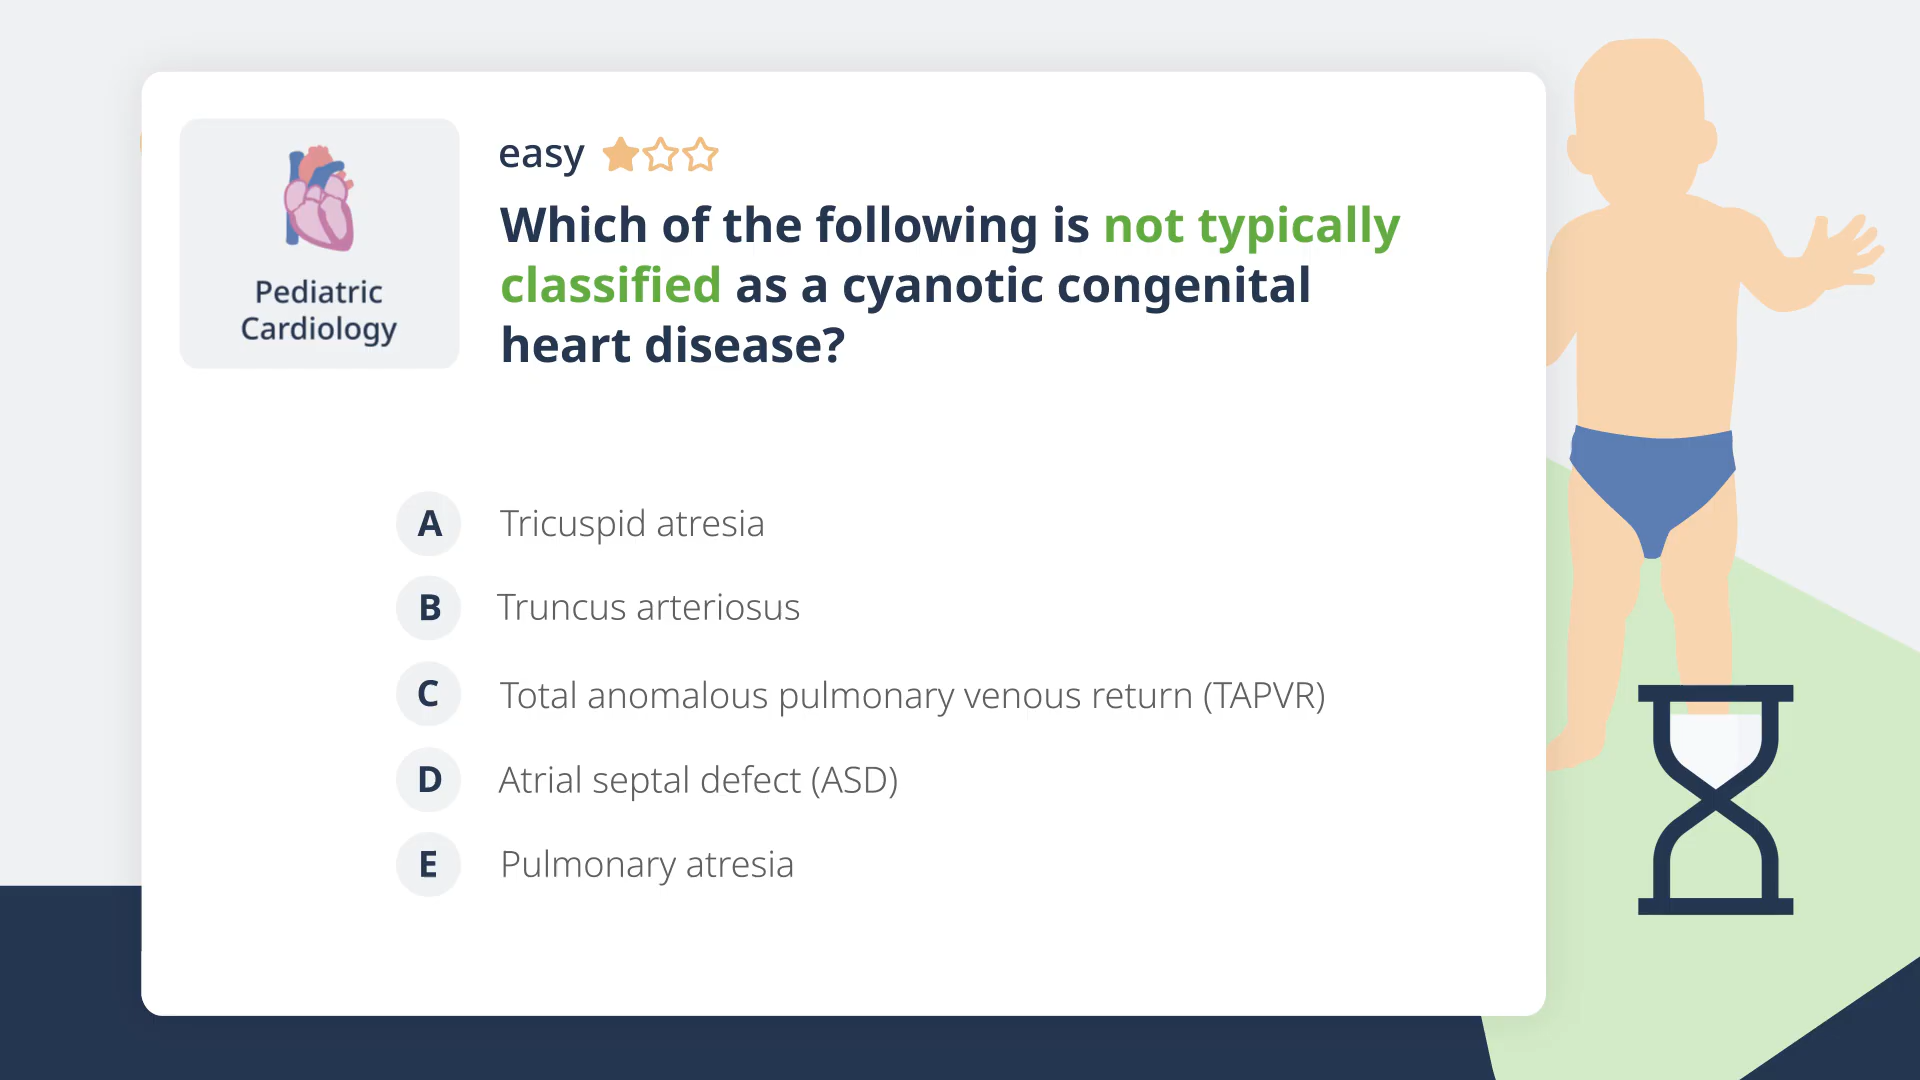 Pediatric
Cardiology
easy
Which of the following is not typically
classified as a cyanotic congenital
heart disease?
A Tricuspid atresia
B Truncus arteriosus
C Total anomalous pulmonary venous return (TAPVR)
D Atrial septal defect (ASD)
E Pulmonary atresia